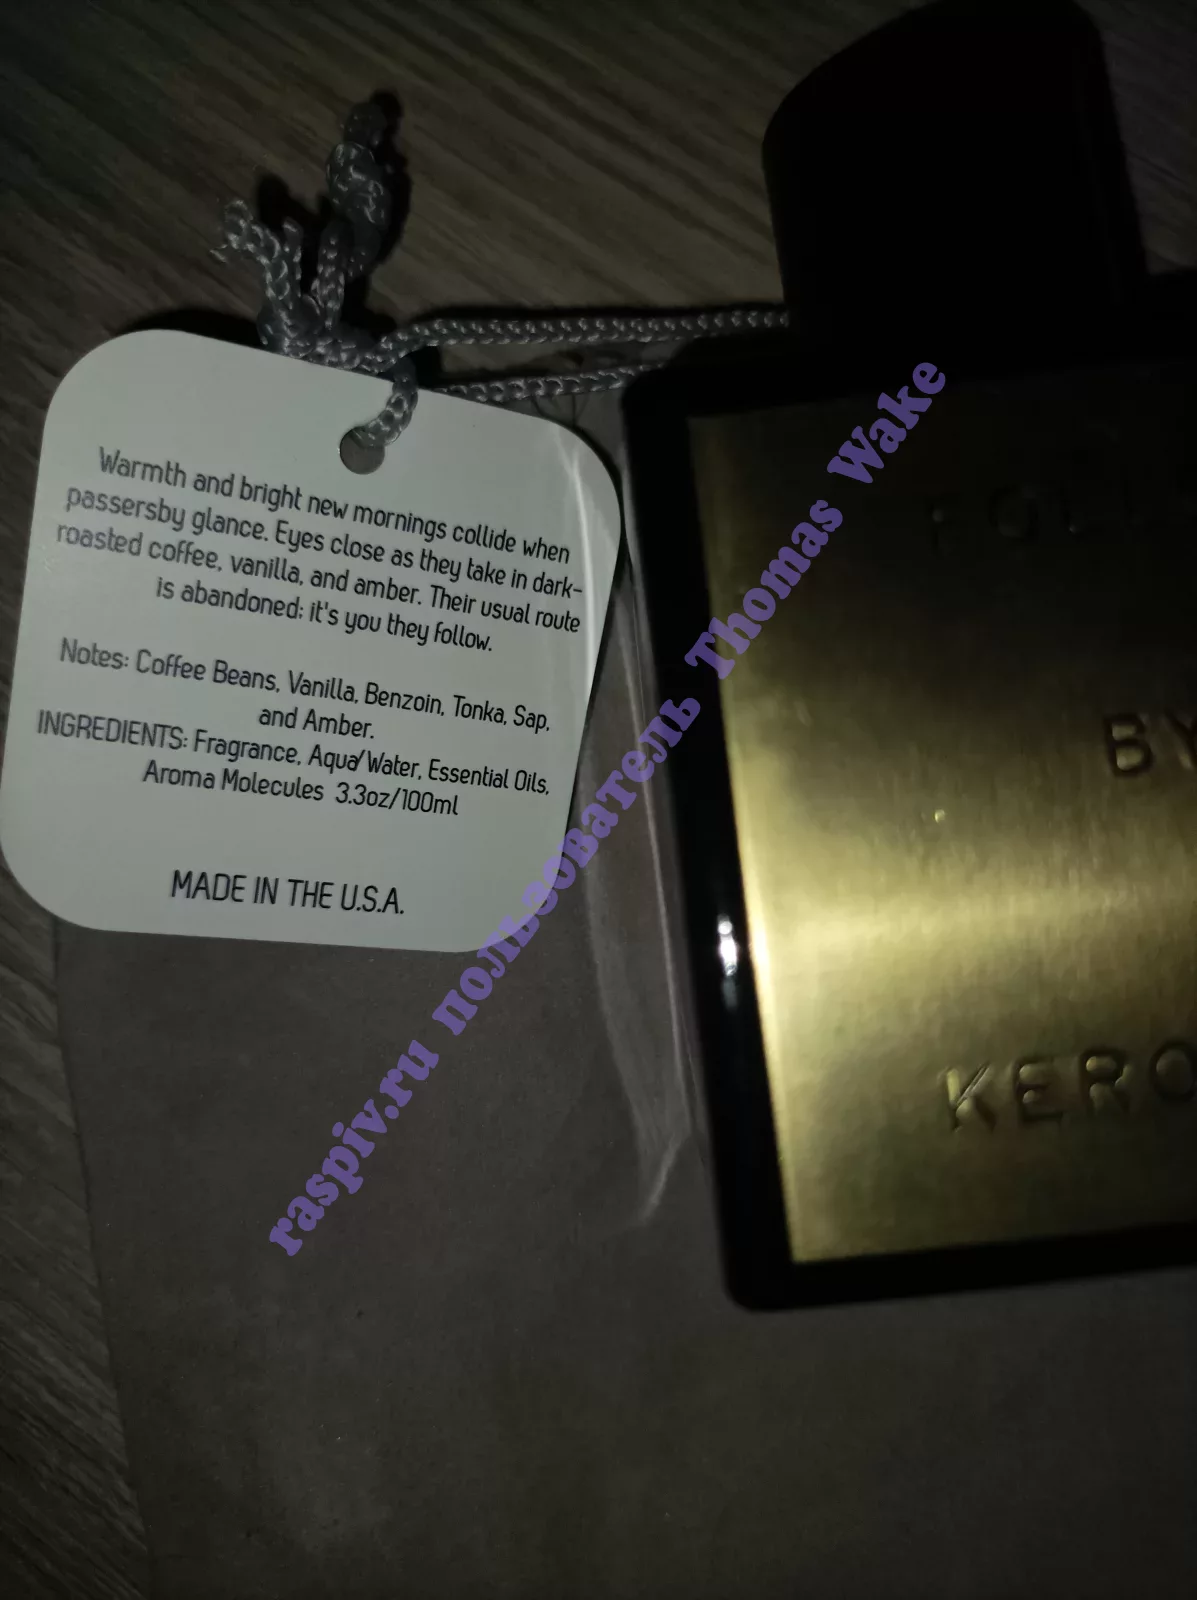 Warmth and bright new mornings collide when
passersby glance. Eyes close as they take in dark-
roasted coffee, vanilla, and amber. Their usual route
is abandoned; it's you they follow.
Notes: Coffee Beans, Vanilla, Benzoin, Tonka, Sap,
and Amber.
INGREDIENTS: Fragrance, Aqua/Water, Essential Oils,
Aroma Molecules 3.3oz/100ml
MADE IN THE U.S.A.
BY
KERO
raspiv.ru пользователь Thomas Wake